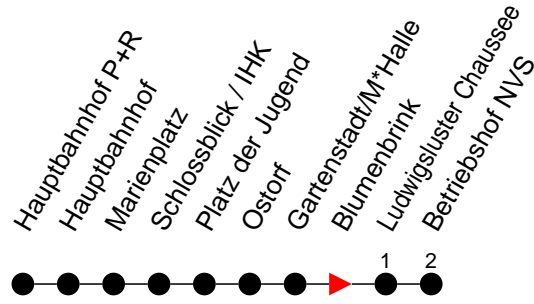 Hauptbahnhof P+R
Hauptbahnhof
Marienplatz
Schlossblick / IHK
Platz der Jugend
Ostorf
Gartenstadt/M*Halle
Blumenbrink
Ludwigsluster Chaussee
Betriebshof NVS
1 2